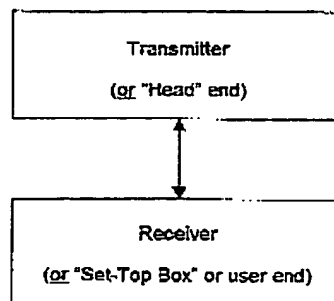 Transmitter
(or "Head" end)
Receiver
(or "Set-Top Box" or user end)